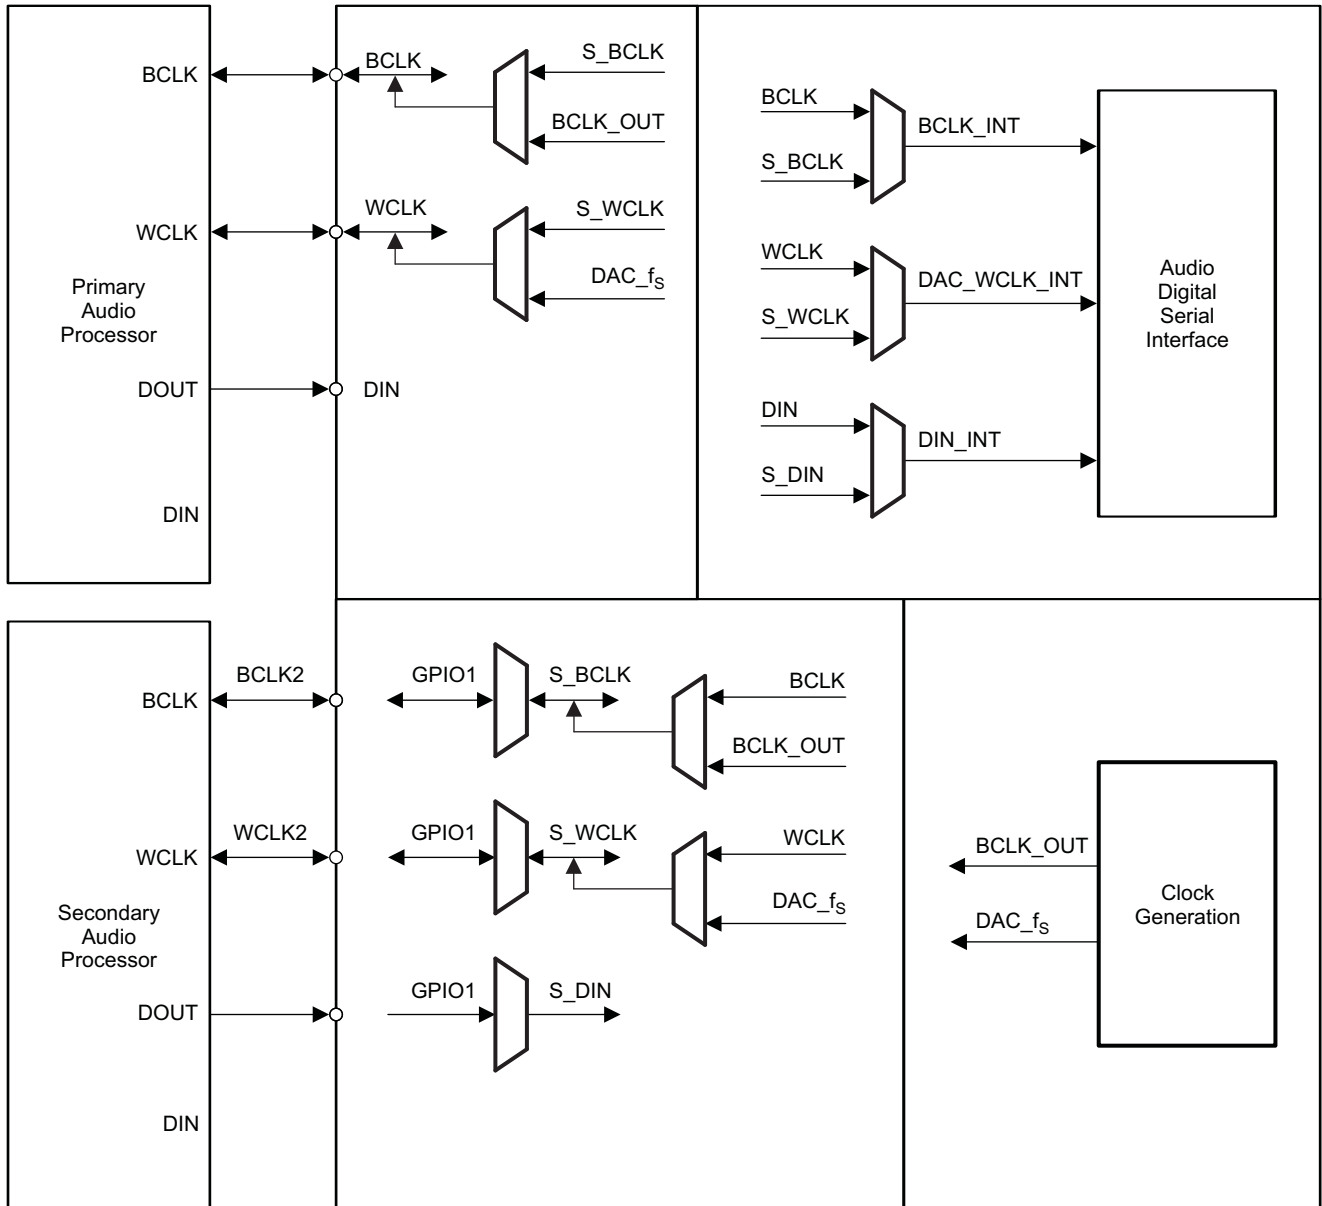 BCLK
WCLK
Primary
Audio
Processor
DOUT
DIN
BCLK
S_BCLK
BCLK_OUT
WCLK
S_WCLK
DAC_fS
DIN
BCLK
S_BCLK
BCLK_INT
WCLK
S_WCLK
DAC_WCLK_INT
DIN
S_DIN
DIN_INT
Audio
Digital
Serial
Interface
BCLK
WCLK
Secondary
Audio
Processor
DOUT
DIN
BCLK2
WCLK2
GPIO1
S_BCLK
BCLK
BCLK_OUT
GPIO1
S_WCLK
WCLK
DAC_fS
GPIO1
S_DIN
BCLK_OUT
DAC_fS
Clock
Generation